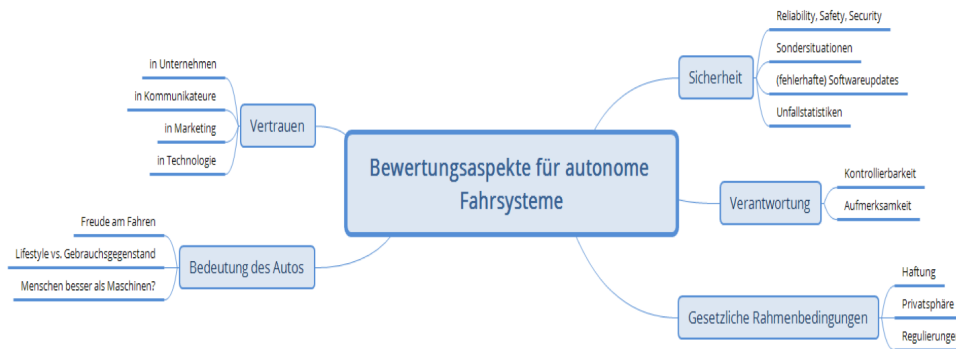 Bewertungsaspekte für autonome
Fahrsysteme
Vertrauen
in Unternehmen
in Kommunikateure
in Marketing
in Technologie
Bedeutung des Autos
Freude am Fahren
Lifestyle vs. Gebrauchsgegenstand
Menschen besser als Maschinen?
Sicherheit
Reliability, Safety, Security
Sondersituationen
(fehlerhafte) Softwareupdates
Unfallstatistiken
Verantwortung
Kontrollierbarkeit
Aufmerksamkeit
Gesetzliche Rahmenbedingungen
Haftung
Privatsphäre
Regulierungen